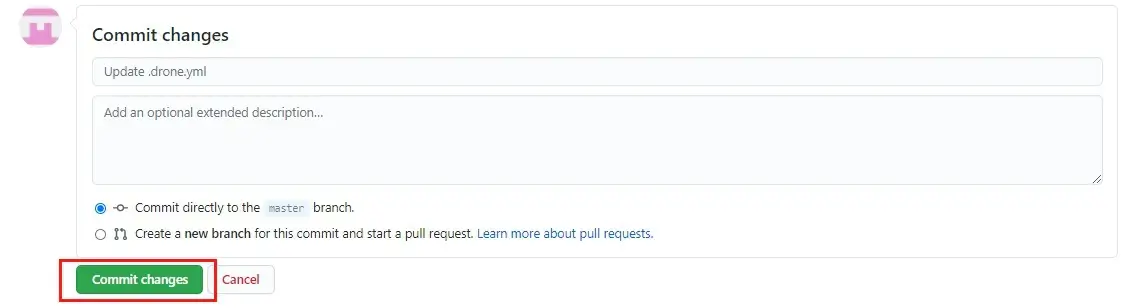 Commit changes
Update .drone.yml
Add an optional extended description...
Commit directly to the master branch.
Create a new branch for this commit and start a pull request. Learn more about pull requests.
Commit changes Cancel